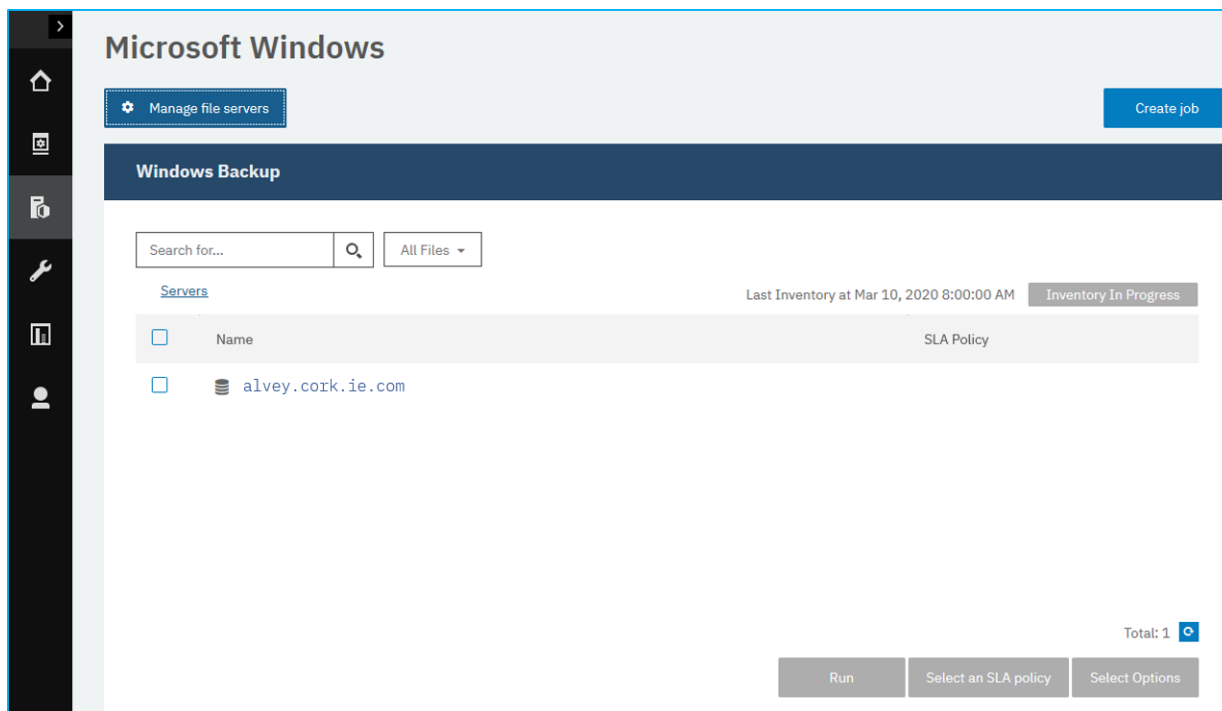 Microsoft Windows
Manage file servers
Create job
Windows Backup
Search for...
All Files
Servers
Last Inventory at Mar 10, 2020 8:00:00 AM
Inventory In Progress
Name
SLA Policy
alvey.cork.ie.com
Total: 1
Run
Select an SLA policy
Select Options